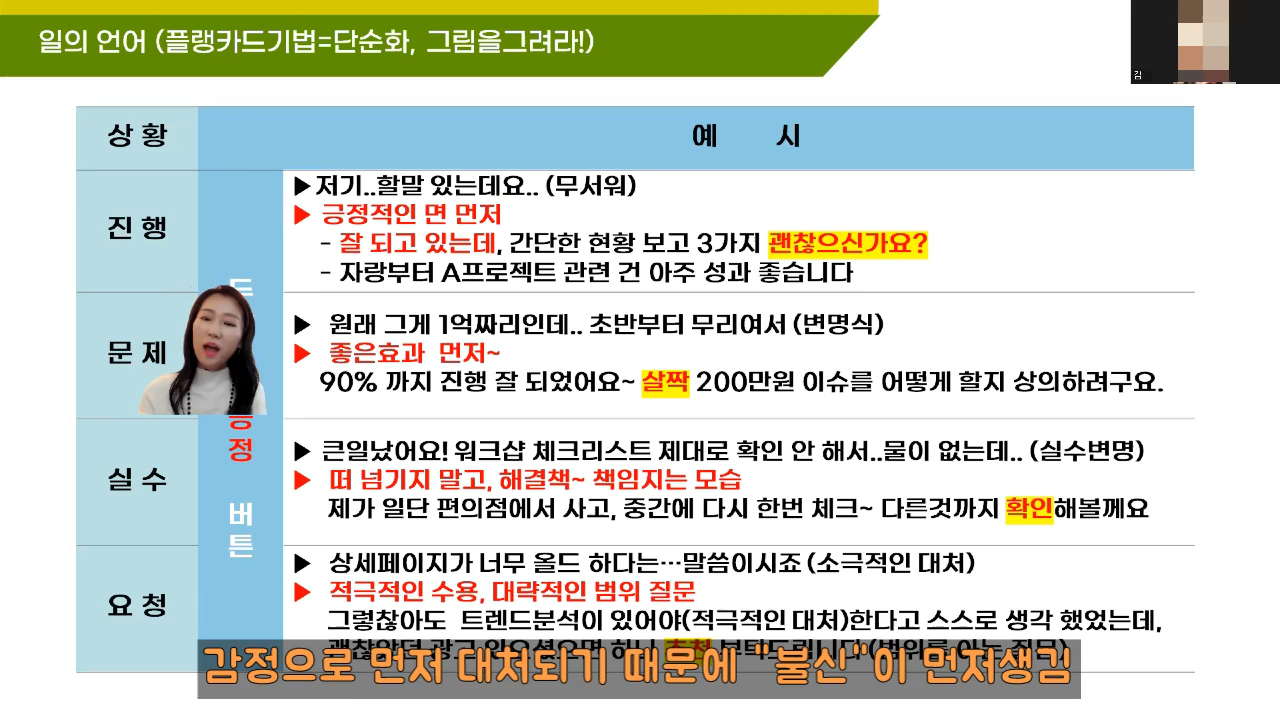 일의 언어 (플랭카드기법=단순화, 그림을그려라!)
김
상 황
예 시
진 행
▶저기..할말 있는데요.. (무서워)
▶ 긍정적인 면 먼저
- 잘 되고 있는데, 간단한 현황 보고 3가지 괜찮으신가요?
- 자랑부터 A프로젝트 관련 건 아주 성과 좋습니다
문 제
▶ 원래 그게 1억짜리인데.. 초반부터 무리여서 (변명식)
▶ 좋은효과 먼저~
90% 까지 진행 잘 되었어요~ 살짝 200만원 이슈를 어떻게 할지 상의하려구요.
정
버
튼
실 수
▶ 큰일났어요! 워크샵 체크리스트 제대로 확인 안 해서..물이 없는데.. (실수변명)
▶ 떠 넘기지 말고, 해결책~ 책임지는 모습
제가 일단 편의점에서 사고, 중간에 다시 한번 체크~ 다른것까지 확인해볼께요
요 청
▶ 상세페이지가 너무 올드 하다는…말씀이시죠 (소극적인 대처)
▶ 적극적인 수용, 대략적인 범위 질문
그렇찮아도 트렌드분석이 있어야(적극적인 대처)한다고 스스로 생각 했었는데,
감정으로 먼저 대처되기 때문에 "불신"이 먼저생김